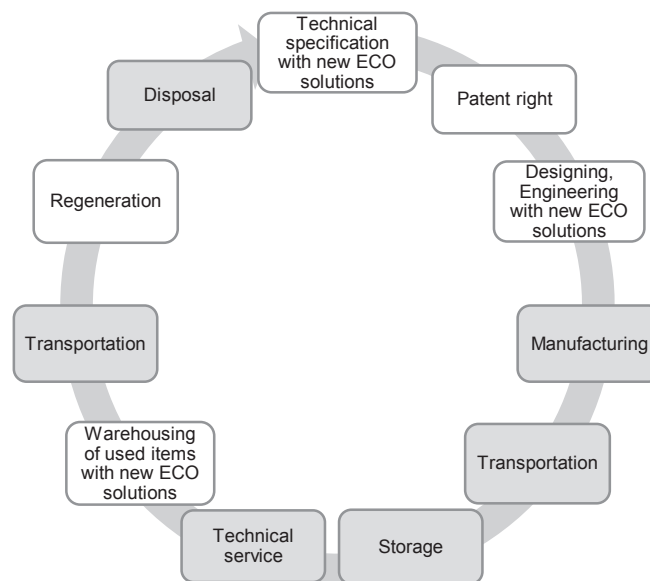 Technical
specification
with new ECO
solutions
Patent right
Designing,
Engineering
with new ECO
solutions
Manufacturing
Transportation
Storage
Technical
service
Warehousing
of used items
with new ECO
solutions
Transportation
Regeneration
Disposal